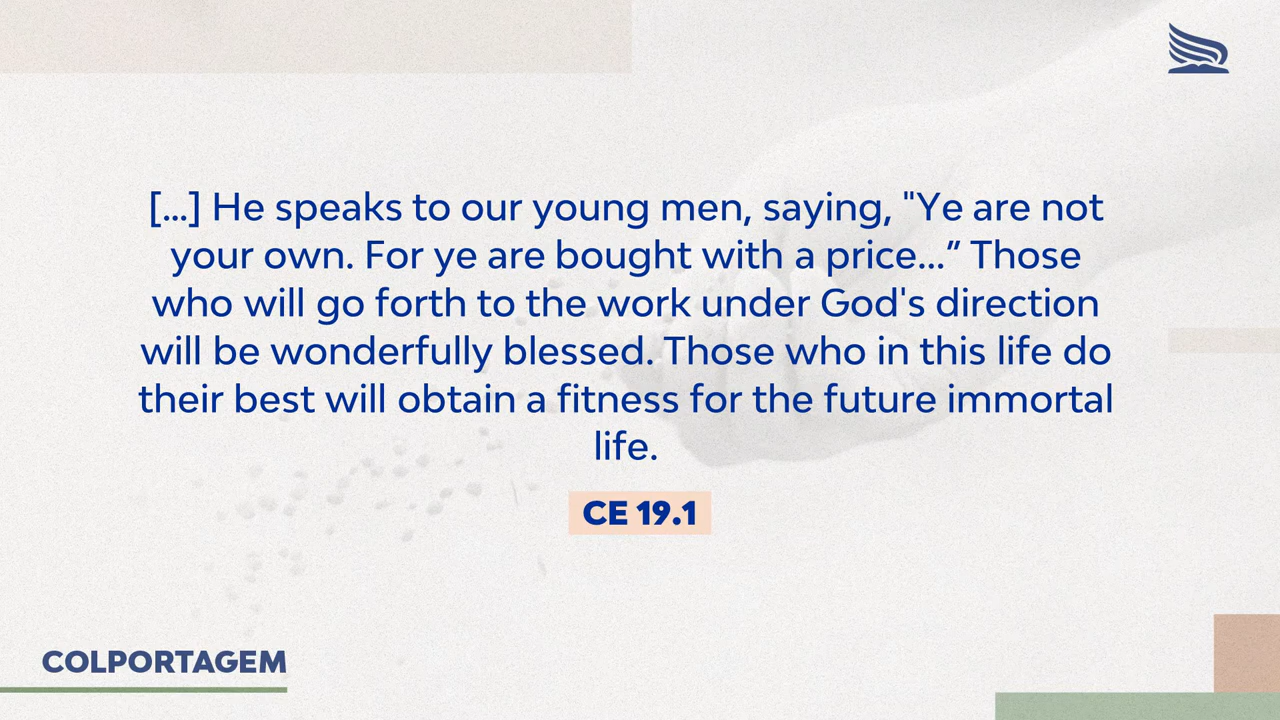 [...] He speaks to our young men, saying, "Ye are not
your own. For ye are bought with a price...” Those
who will go forth to the work under God's direction
will be wonderfully blessed. Those who in this life do
their best will obtain a fitness for the future immortal
life.
CE 19.1
COLPORTAGEM